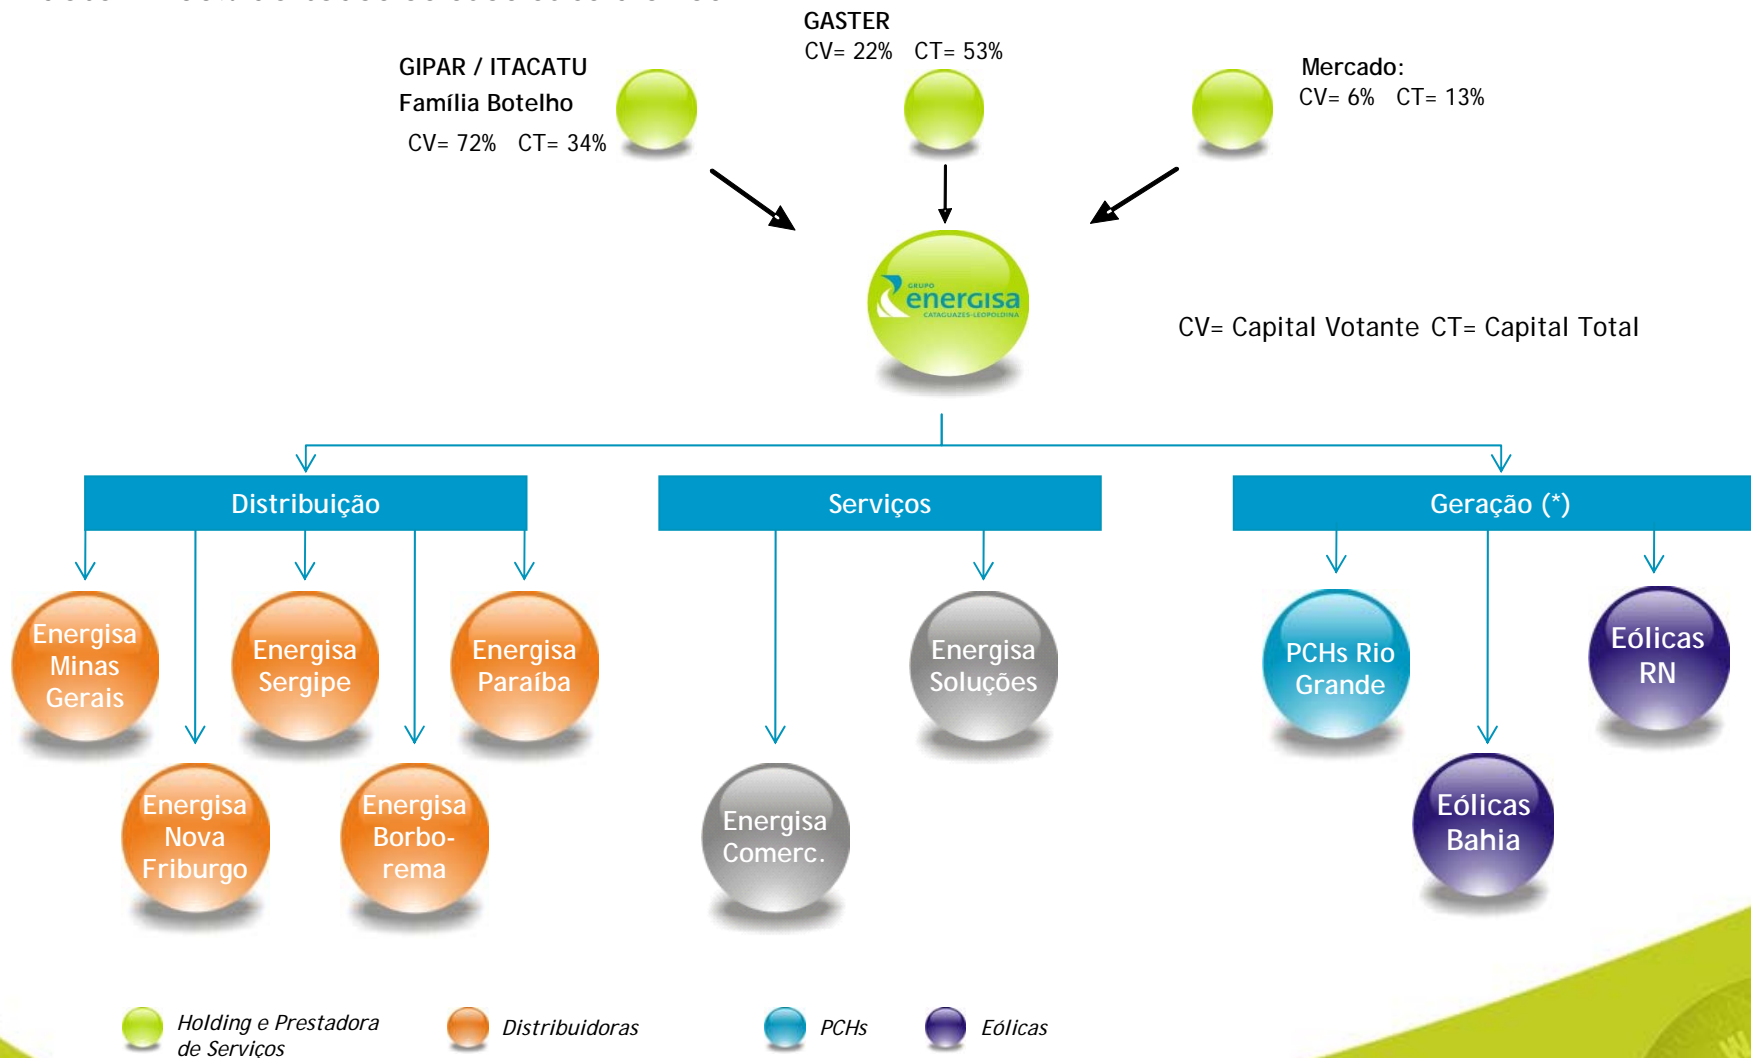 GASTER
CV= 22% CT= 53%
GIPAR / ITACATU
Família Botelho
CV= 72% CT= 34%
Mercado:
CV= 6% CT= 13%
GRUPO
energisa
CATAGUAZES-LEOPOLDINA
CV= Capital Votante CT= Capital Total
Distribuição
Serviços
Geração (*)
Energisa
Minas
Gerais
Energisa
Sergipe
Energisa
Paraíba
Energisa
Soluções
PCHs Rio
Grande
Eólicas
RN
Energisa
Nova
Friburgo
Energisa
Borbo-
rema
Energisa
Comerc.
Eólicas
Bahia
Holding e Prestadora
de Serviços
Distribuidoras
PCHs
Eólicas